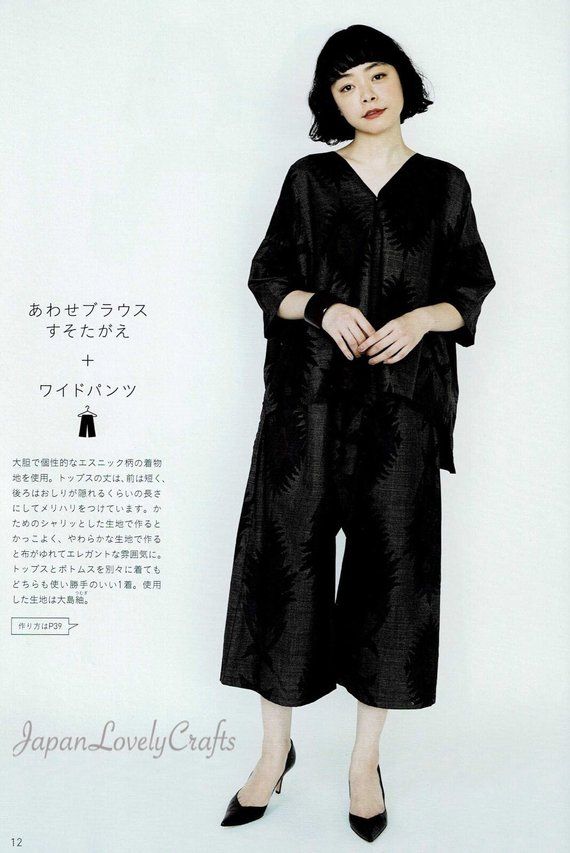 あわせブラウス
すそたがえ
+
ワイドパンツ
大胆で個性的なエスニック柄の着物
地を使用。トップスの丈は、前は短く、
後ろはおしりが隠れるくらいの長さ
にしてメリハリをつけています。か
ためのシャリッとした生地で作ると
かっこよく、やわらかな生地で作る
と布がゆれてエレガントな雰囲気に。
トップスとボトムスを別々に着ても
どちらも使い勝手のいい1着。使用
した生地は大島紬。
つむぎ
作り方はP39
JapanLovelyCrafts
12